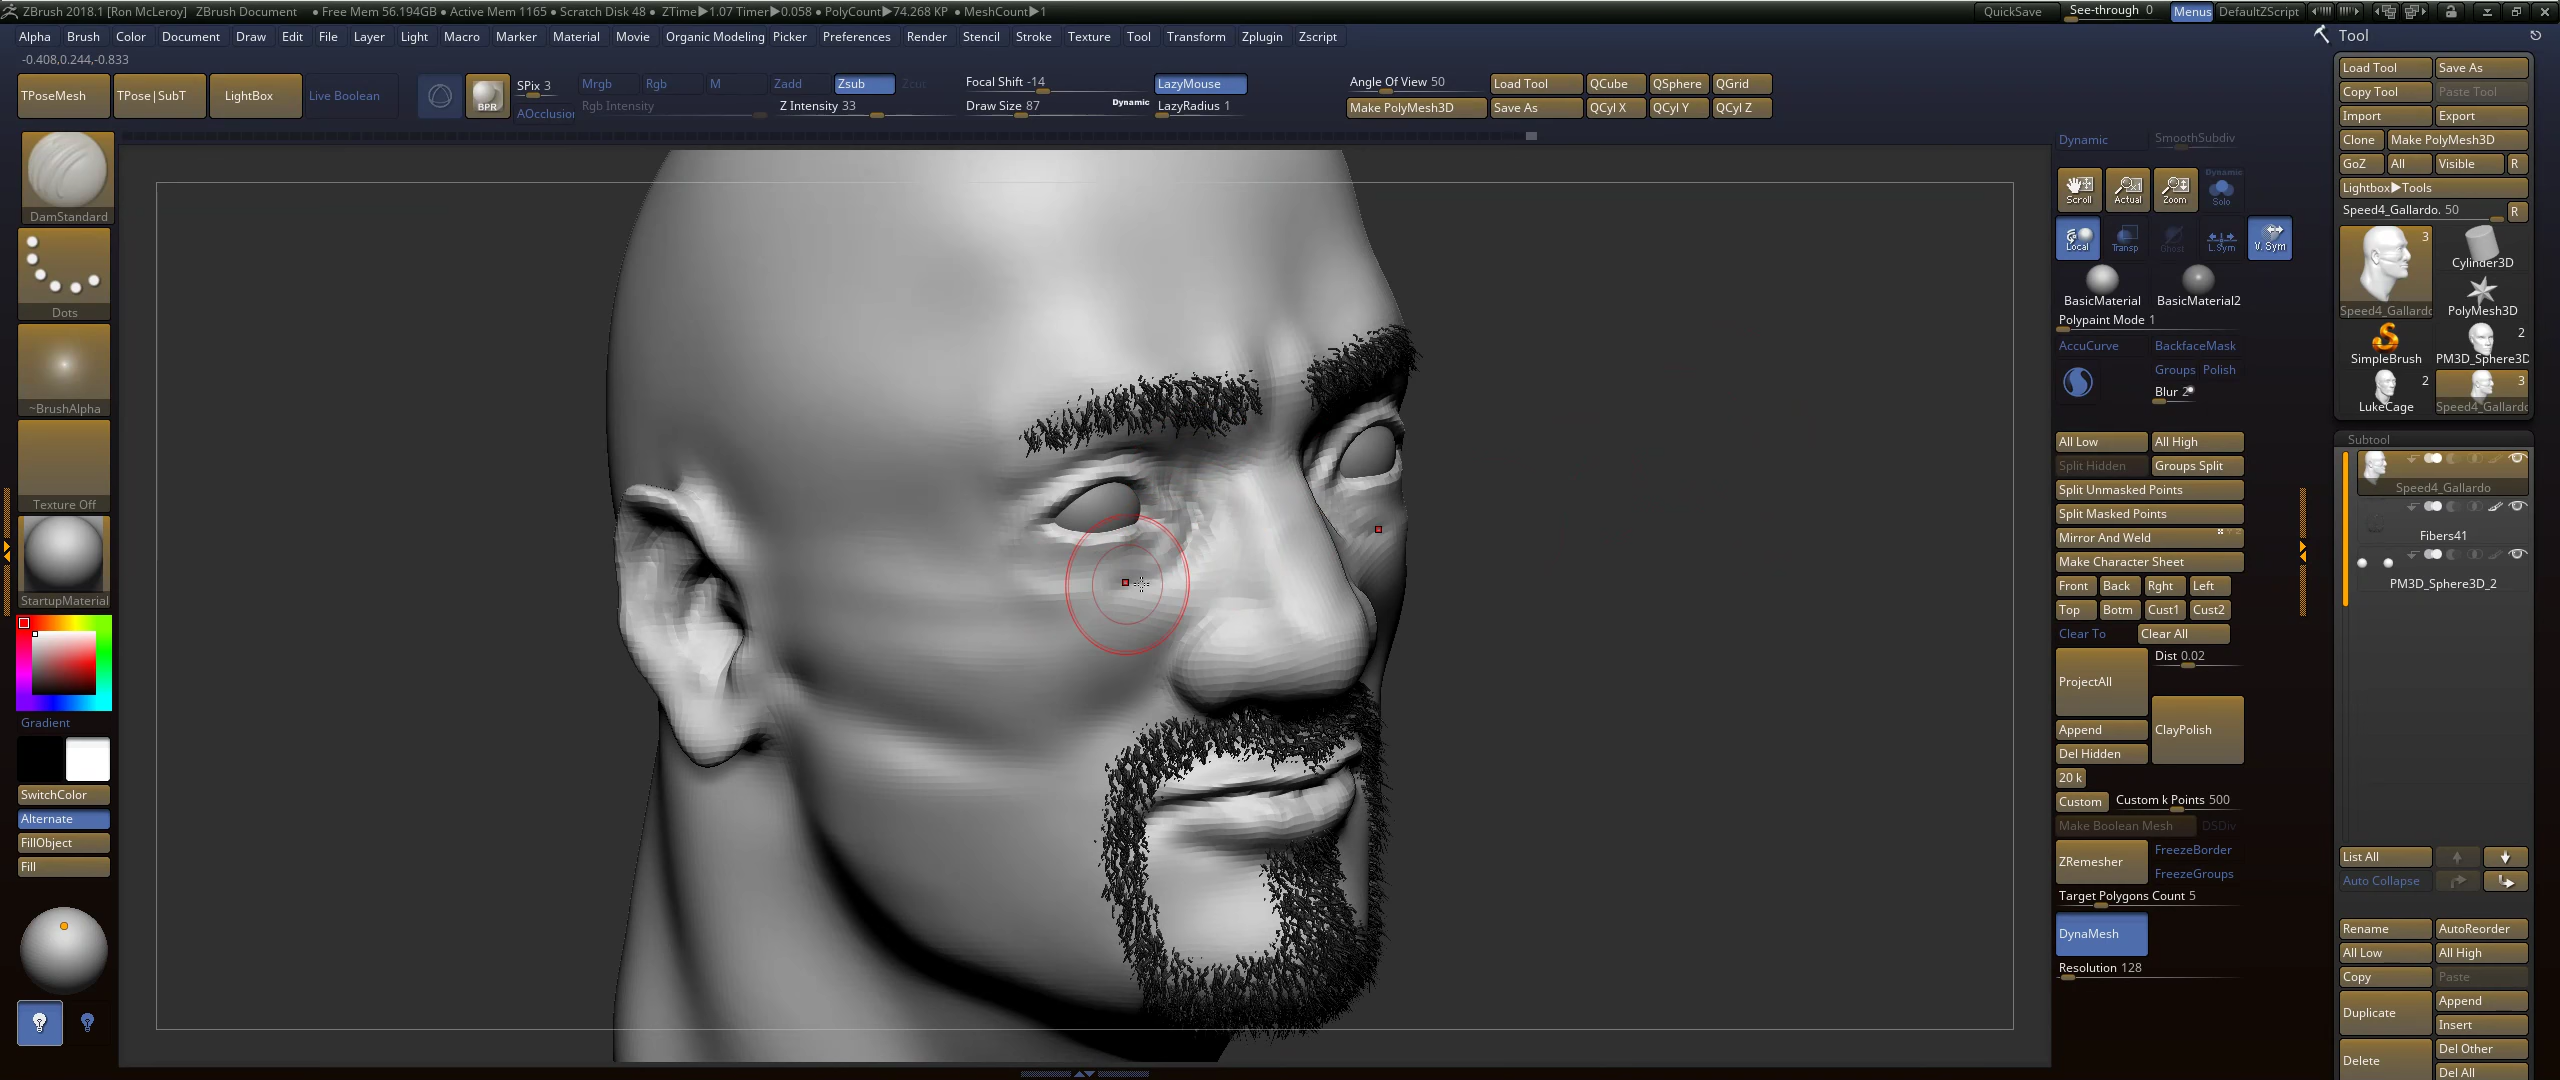 ZBrush 2018.1 [Ron McLeroy]   ZBrush Document   ● Free Mem 56.194GB ● Active Mem 1165 ● Scratch Disk 48 ●  ZTime▶1.07 Timer▶0.058 ● PolyCount▶74.268 KP  ● MeshCount▶1
QuickSave See-through 0 Menus DefaultZScript
Alpha Brush Color Document Draw Edit File Layer Light Macro Marker Material Movie Organic Modeling Picker Preferences Render Stencil Stroke Texture Tool Transform Zplugin Zscript
-0.408,0.244,-0.833
TPoseMesh TPose|SubT LightBox Live Boolean
BPR
SPix 3
AOcclusion
Mrgb Rgb M Zadd Zsub Zcut
Rgb Intensity Z Intensity 33
Focal Shift -14
Draw Size 87 Dynamic
LazyMouse
LazyRadius 1
Angle Of View 50 Load Tool QCube QSphere QGrid
Make PolyMesh3D Save As QCyl X QCyl Y QCyl Z
DamStandard
Dots
~BrushAlpha
Texture Off
StartupMaterial
Gradient
SwitchColor
Alternate
FillObject
Fill
Dynamic SmoothSubdiv
Scroll Actual Zoom Dynamic Solo
Local Transp Ghost L.Sym V. Sym
BasicMaterial BasicMaterial2
Polypaint Mode 1
AccuCurve BackfaceMask
Groups Polish
Blur 2
All Low All High
Split Hidden Groups Split
Split Unmasked Points
Split Masked Points
Mirror And Weld
Make Character Sheet
Front Back Rght Left
Top Botm Cust1 Cust2
Clear To Clear All
Dist 0.02
ProjectAll
Append ClayPolish
Del Hidden
20 k
Custom Custom k Points 500
Make Boolean Mesh DSDiv
ZRemesher FreezeBorder
FreezeGroups
Target Polygons Count 5
DynaMesh
Resolution 128
Tool
Load Tool Save As
Copy Tool Paste Tool
Import Export
Clone Make PolyMesh3D
GoZ All Visible R
Lightbox▶Tools
Speed4_Gallardo. 50 R
3
Cylinder3D
Speed4_Gallardo PolyMesh3D
2
SimpleBrush PM3D_Sphere3D
2 3
LukeCage Speed4_Gallardo
Subtool
Speed4_Gallardo
Fibers41
PM3D_Sphere3D_2
List All
Auto Collapse
Rename AutoReorder
All Low All High
Copy Paste
Duplicate Append
Insert
Delete Del Other
Del All